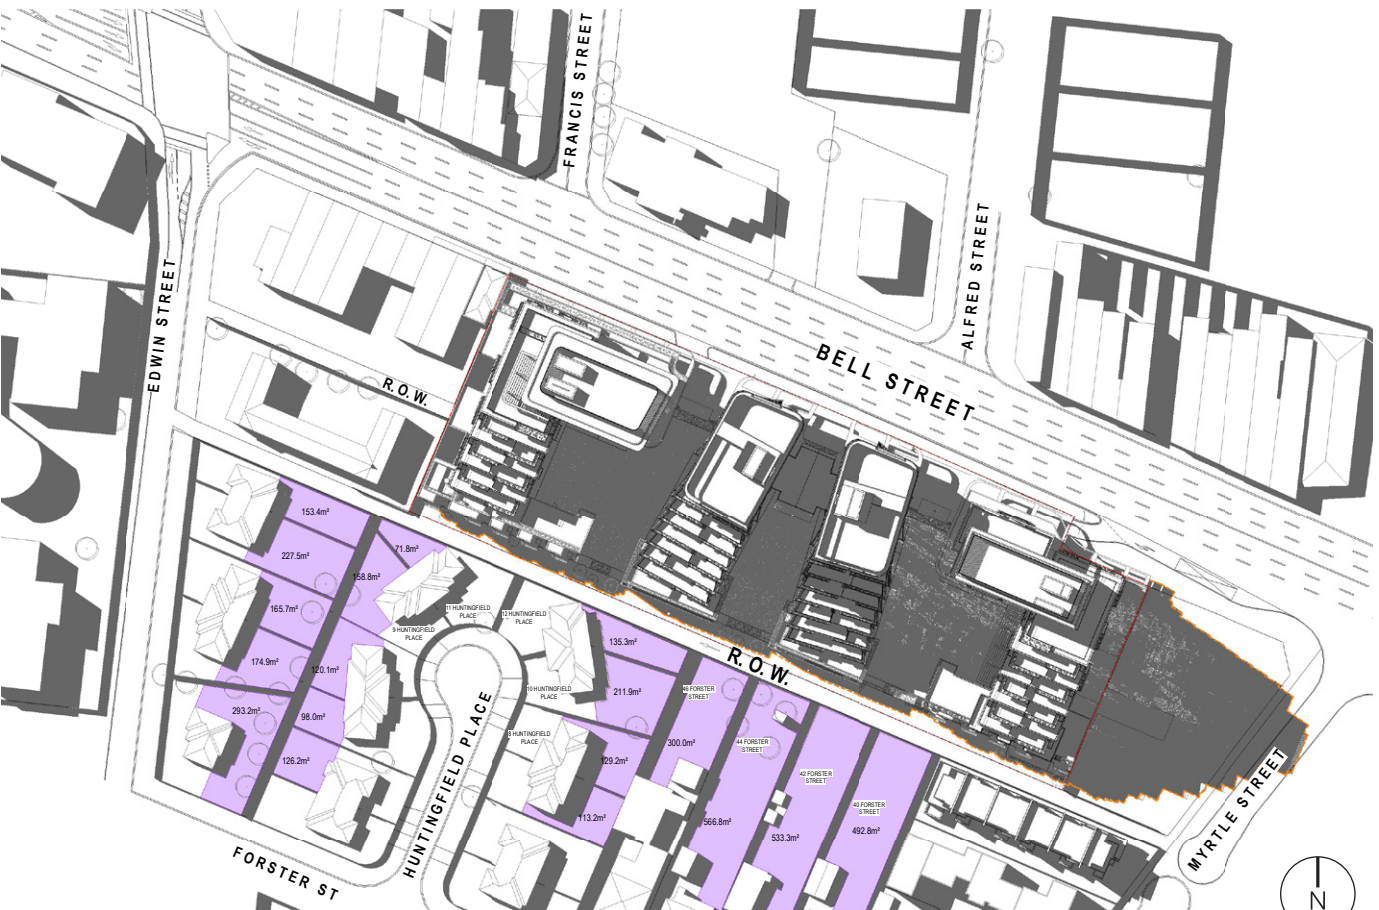 FRANCIS STREET
ALFRED STREET
EDWIN STREET
BELL STREET
R.O.W.
153.4m²
227.5m²
71.8m²
158.8m²
165.7m²
11 HUNTINGFIELD
PLACE
12 HUNTINGFIELD
PLACE
9 HUNTINGFIELD
PLACE
135.3m²
R.O.W.
174.9m²
120.1m²
10 HUNTINGFIELD
PLACE
211.9m²
46 FORSTER
STREET
293.2m²
98.0m²
8 HUNTINGFIELD
PLACE
300.0m²
44 FORSTER
STREET
126.2m²
129.2m²
42 FORSTER
STREET
HUNTINGFIELD PLACE
113.2m²
566.8m²
533.3m²
40 FORSTER
STREET
492.8m²
MYRTLE STREET
FORSTER ST
N